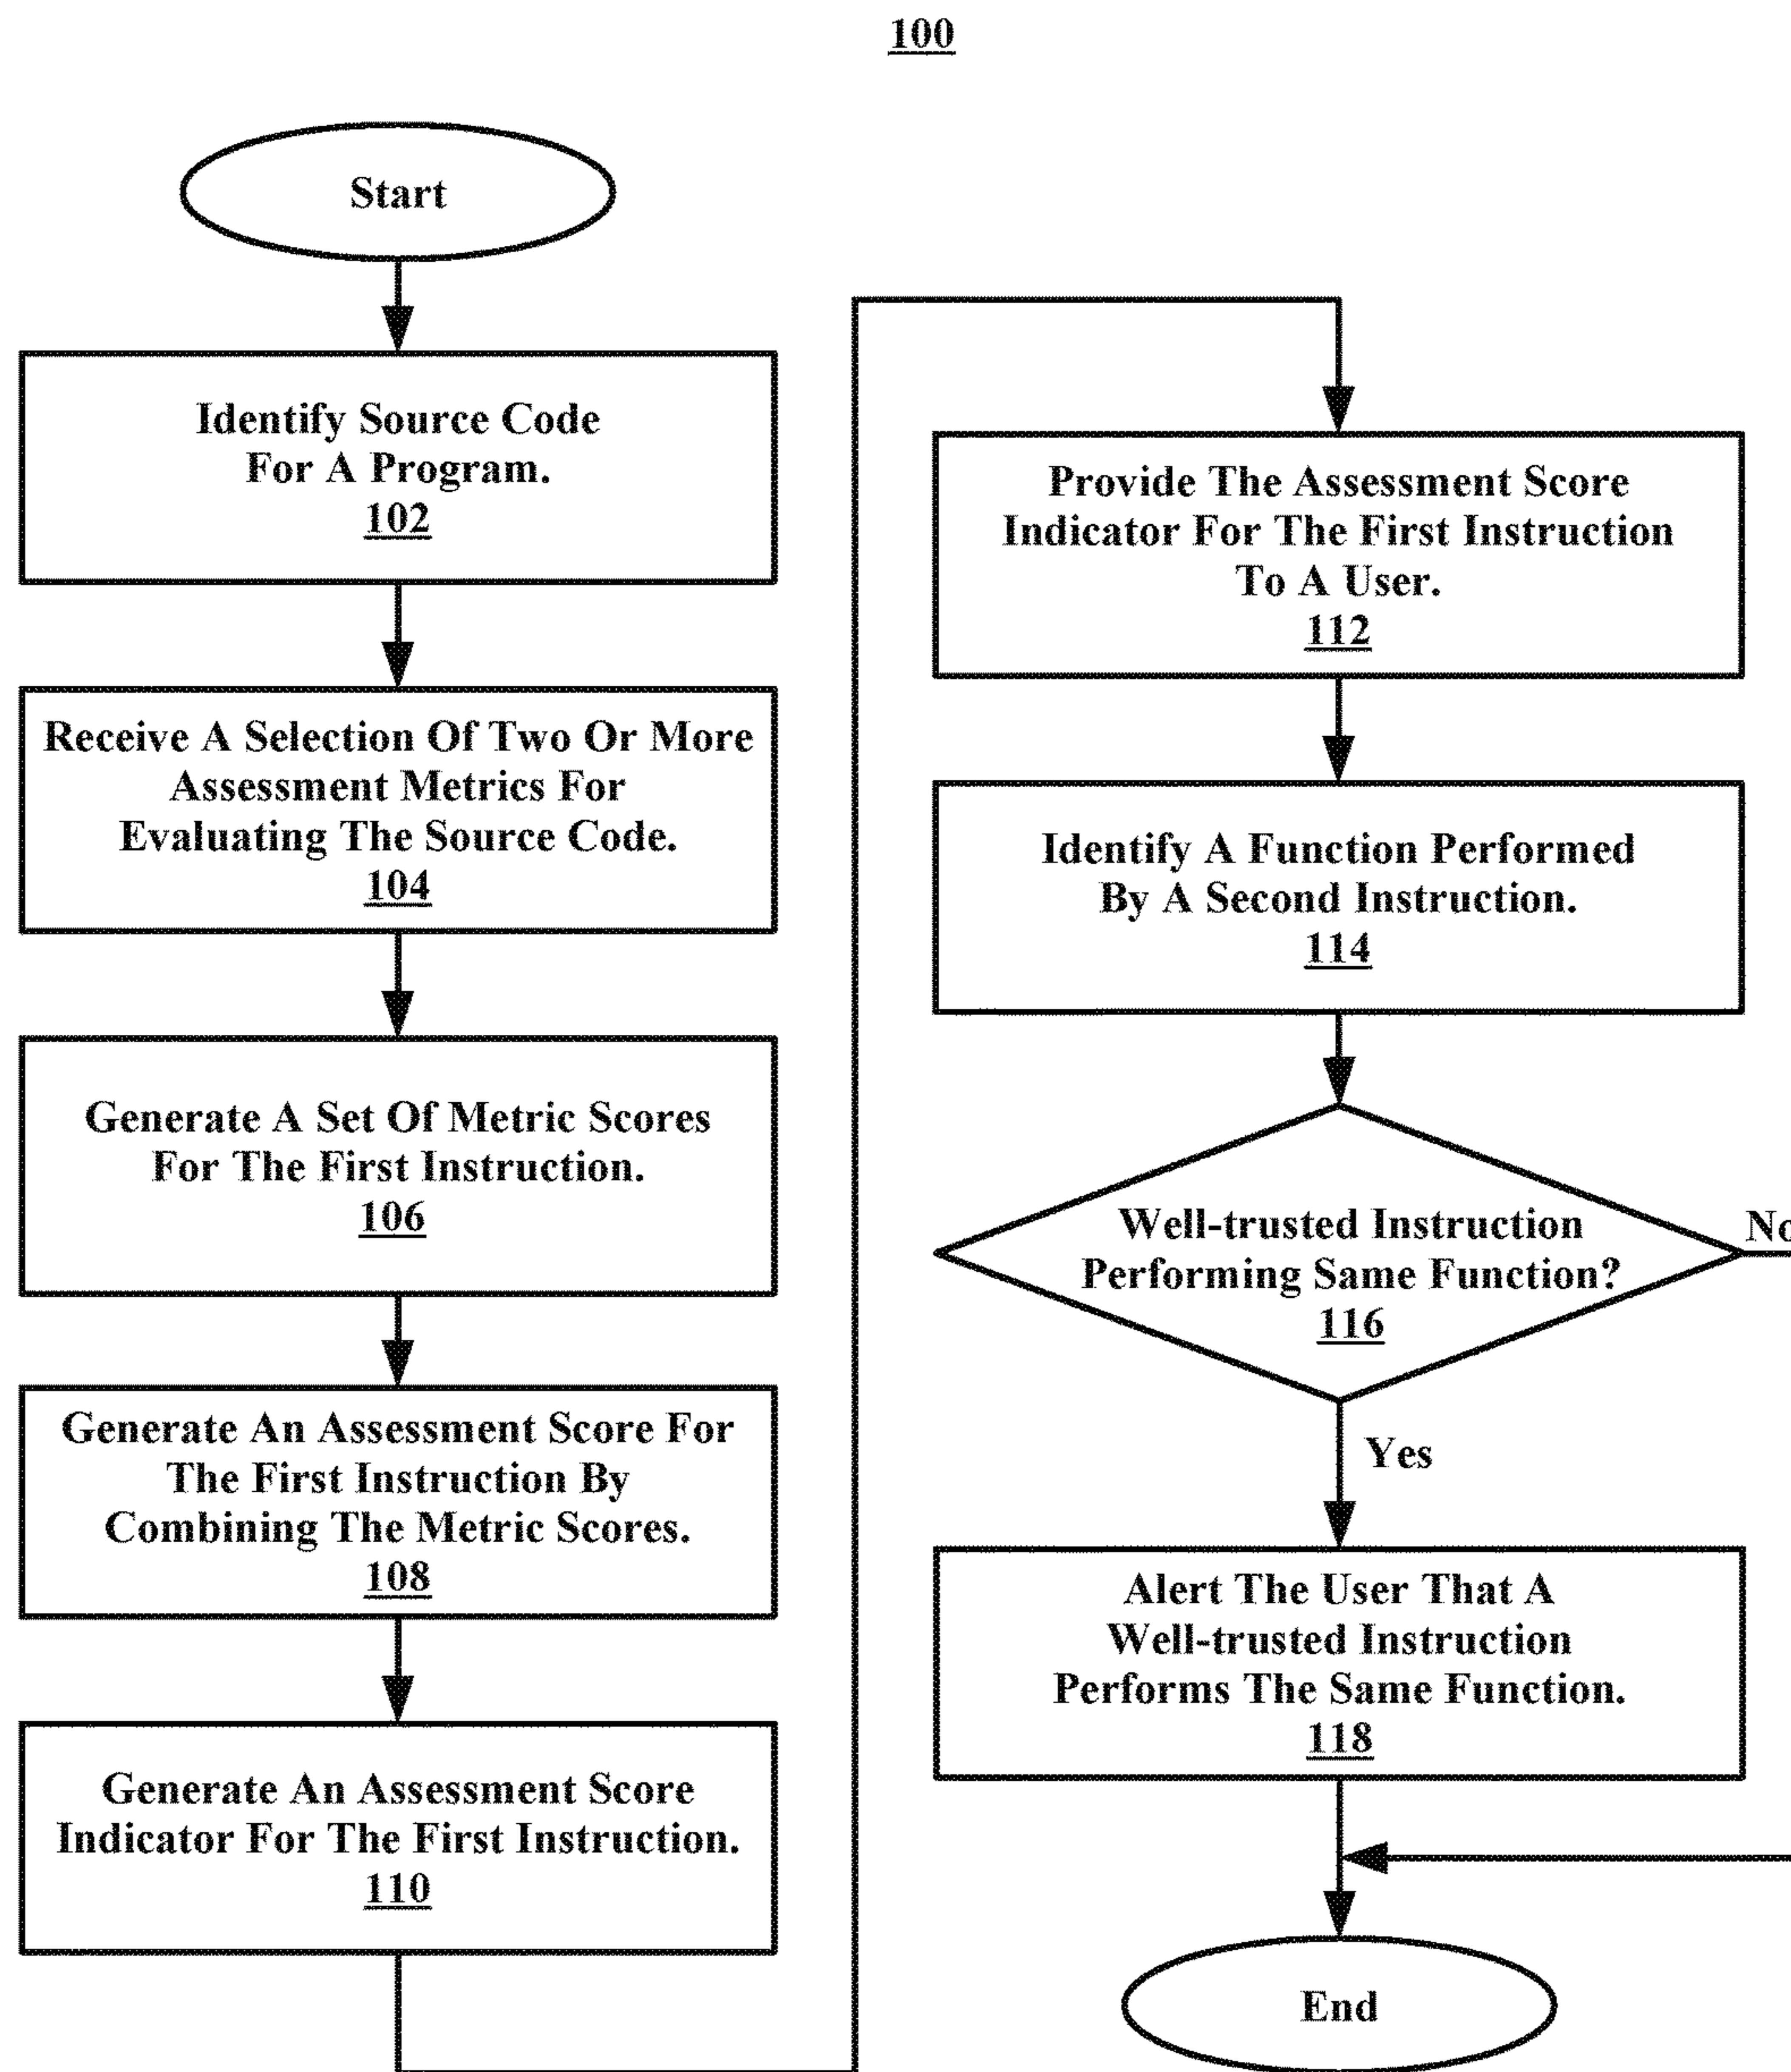 100
Start
Identify Source Code
For A Program.
102
Receive A Selection Of Two Or More
Assessment Metrics For
Evaluating The Source Code.
104
Generate A Set Of Metric Scores
For The First Instruction.
106
Generate An Assessment Score For
The First Instruction By
Combining The Metric Scores.
108
Generate An Assessment Score
Indicator For The First Instruction.
110
Provide The Assessment Score
Indicator For The First Instruction
To A User.
112
Identify A Function Performed
By A Second Instruction.
114
Well-trusted Instruction
Performing Same Function?
116
No
Yes
Alert The User That A
Well-trusted Instruction
Performs The Same Function.
118
End